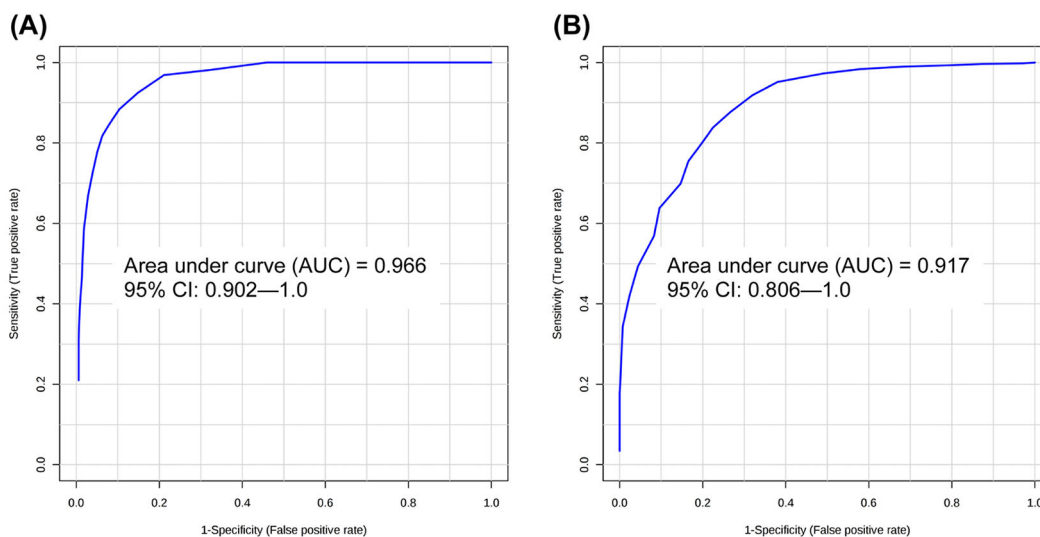 (A)
1.0
0.8
0.6
0.4
0.2
0.0
Sensitivity (True positive rate)
Area under curve (AUC) = 0.966
95% CI: 0.902—1.0
0.0 0.2 0.4 0.6 0.8 1.0
1-Specificity (False positive rate)
(B)
1.0
0.8
0.6
0.4
0.2
0.0
Sensitivity (True positive rate)
Area under curve (AUC) = 0.917
95% CI: 0.806—1.0
0.0 0.2 0.4 0.6 0.8 1.0
1-Specificity (False positive rate)